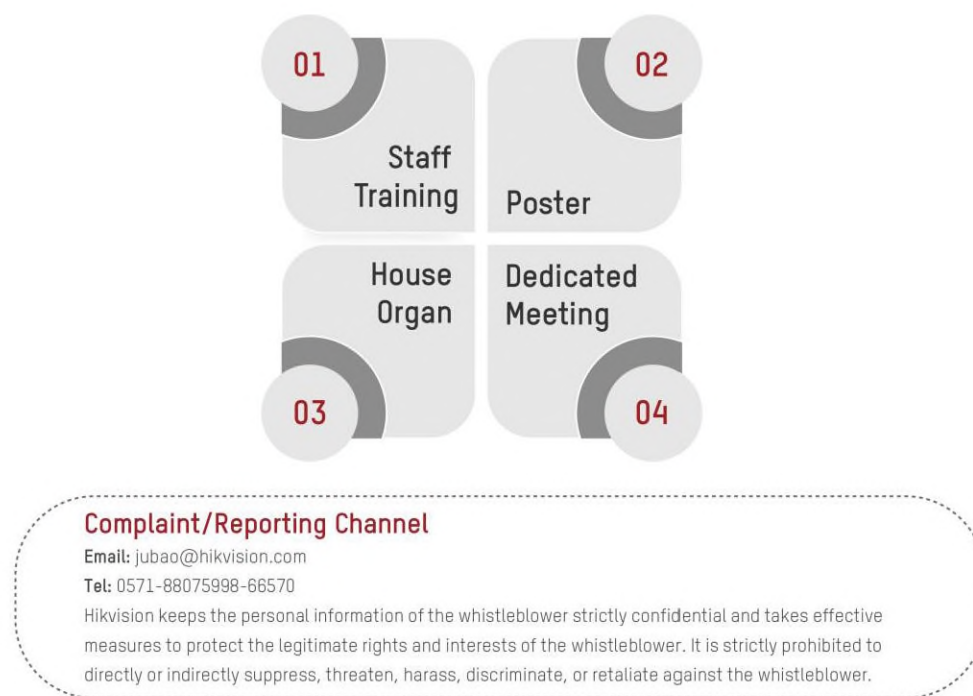 01
Staff
Training
02
Poster
House
Organ
03
Dedicated
Meeting
04
Complaint/Reporting Channel
Email: jubao@hikvision.com
Tel: 0571-88075998-66570
Hikvision keeps the personal information of the whistleblower strictly confidential and takes effective
measures to protect the legitimate rights and interests of the whistleblower. It is strictly prohibited to
directly or indirectly suppress, threaten, harass, discriminate, or retaliate against the whistleblower.